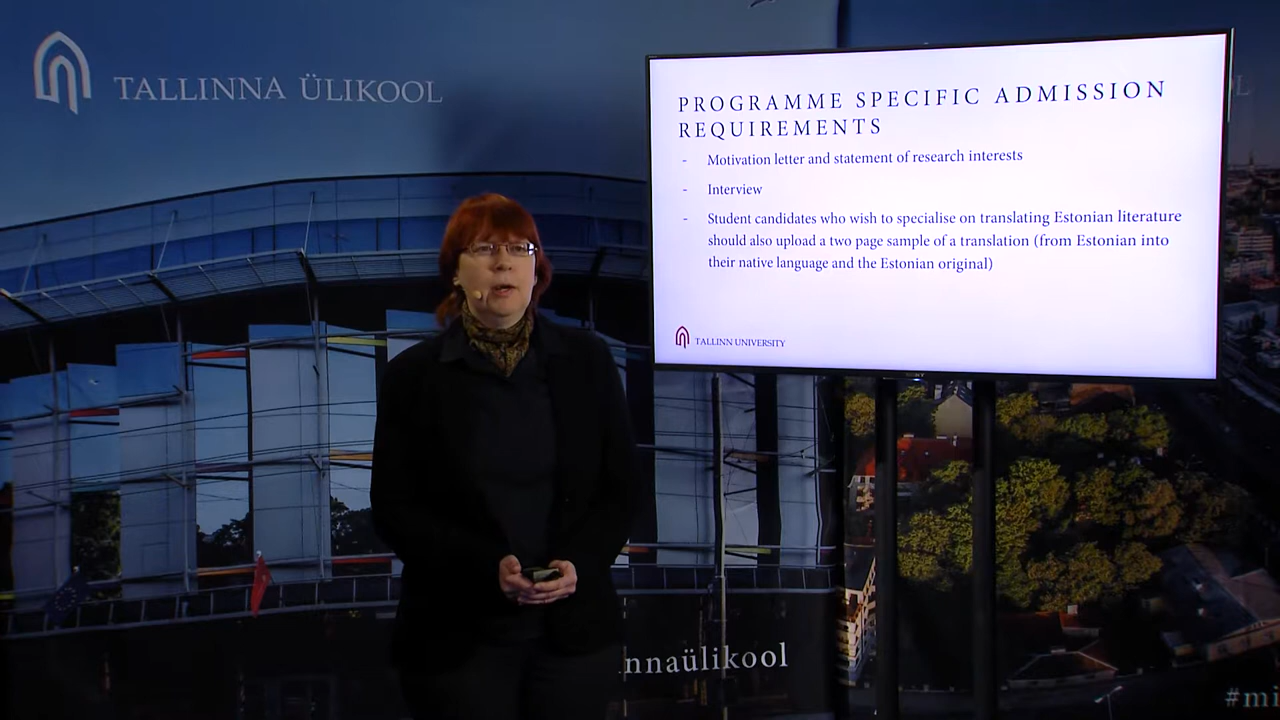 TALLINNA ÜLIKOOL
PROGRAMME SPECIFIC ADMISSION
REQUIREMENTS
- Motivation letter and statement of research interests
- Interview
- Student candidates who wish to specialise on translating Estonian literature
should also upload a two page sample of a translation (from Estonian into
their native language and the Estonian original)
TALLINN UNIVERSITY
nnaülikool
#mi